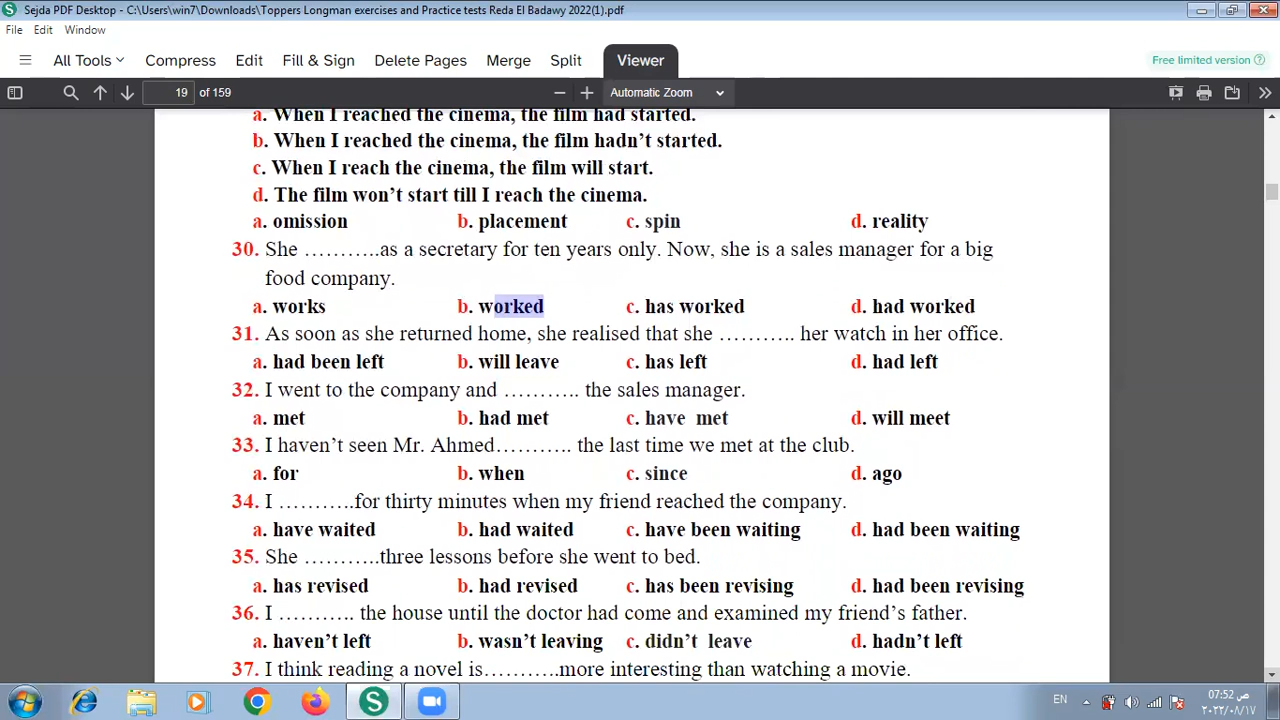 Sejda PDF Desktop - C:\Users\win7\Downloads\Toppers Longman exercises and Practice tests Reda El Badawy 2022(1).pdf
File Edit Window
All Tools Compress Edit Fill & Sign Delete Pages Merge Split Viewer Free limited version
19 of 159 Automatic Zoom
a. When I reached the cinema, the film had started.
b. When I reached the cinema, the film hadn’t started.
c. When I reach the cinema, the film will start.
d. The film won’t start till I reach the cinema.
a. omission b. placement c. spin d. reality
30. She ………..as a secretary for ten years only. Now, she is a sales manager for a big
food company.
a. works b. worked c. has worked d. had worked
31. As soon as she returned home, she realised that she ……….. her watch in her office.
a. had been left b. will leave c. has left d. had left
32. I went to the company and ……….. the sales manager.
a. met b. had met c. have met d. will meet
33. I haven’t seen Mr. Ahmed……….. the last time we met at the club.
a. for b. when c. since d. ago
34. I ………..for thirty minutes when my friend reached the company.
a. have waited b. had waited c. have been waiting d. had been waiting
35. She ………..three lessons before she went to bed.
a. has revised b. had revised c. has been revising d. had been revising
36. I ……….. the house until the doctor had come and examined my friend’s father.
a. haven’t left b. wasn’t leaving c. didn’t leave d. hadn’t left
37. I think reading a novel is………..more interesting than watching a movie.
EN
07:52 ص
٢٠٢٢/٠٨/١٧